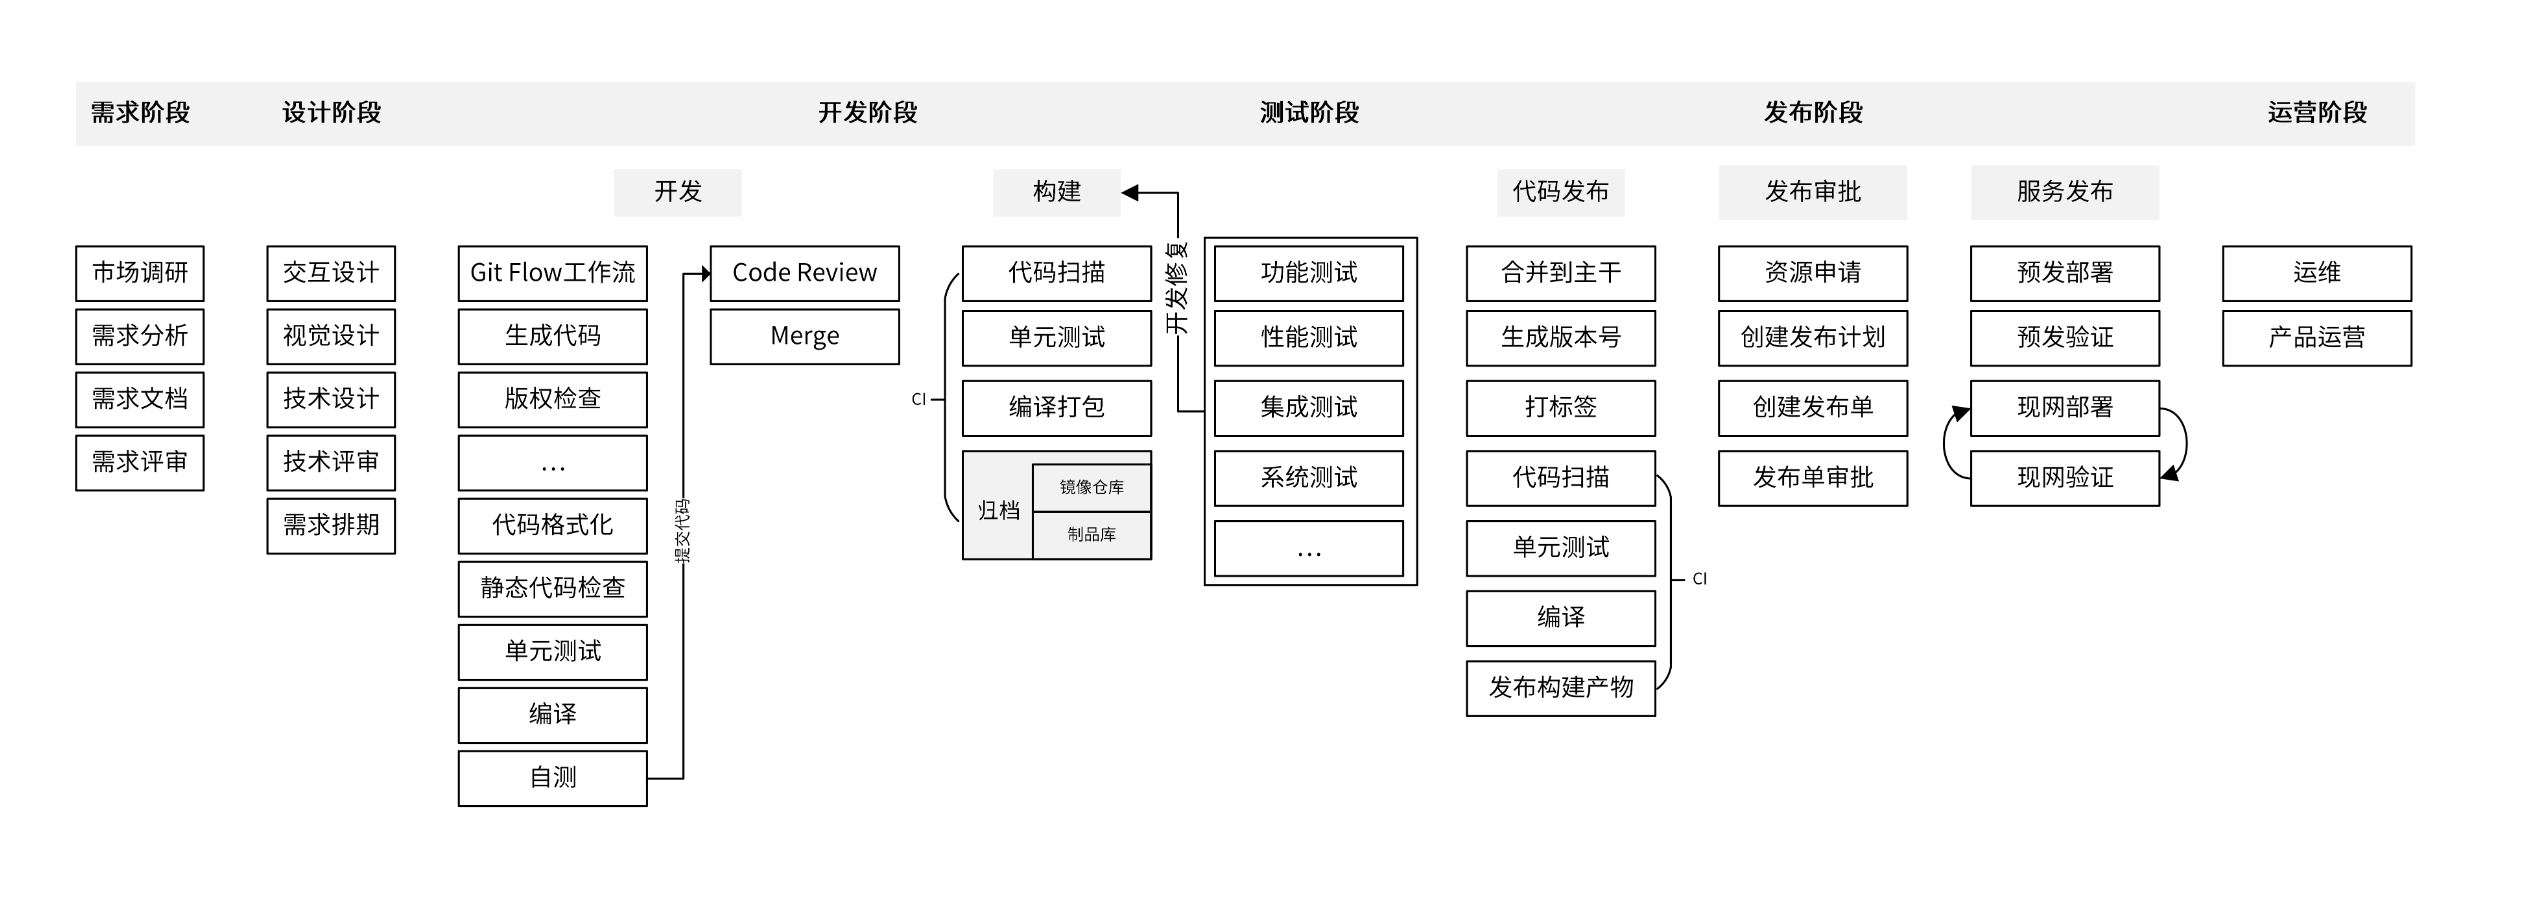 需求阶段
设计阶段
开发阶段
测试阶段
发布阶段
运营阶段
开发
构建
代码发布
发布审批
服务发布
市场调研
需求分析
需求文档
需求评审
交互设计
视觉设计
技术设计
技术评审
需求排期
Git Flow工作流
生成代码
版权检查
...
代码格式化
静态代码检查
单元测试
编译
自测
提交代码
Code Review
Merge
CI
代码扫描
单元测试
编译打包
归档
镜像仓库
制品库
开发修复
功能测试
性能测试
集成测试
系统测试
...
合并到主干
生成版本号
打标签
代码扫描
单元测试
编译
发布构建产物
CI
资源申请
创建发布计划
创建发布单
发布单审批
预发部署
预发验证
现网部署
现网验证
运维
产品运营